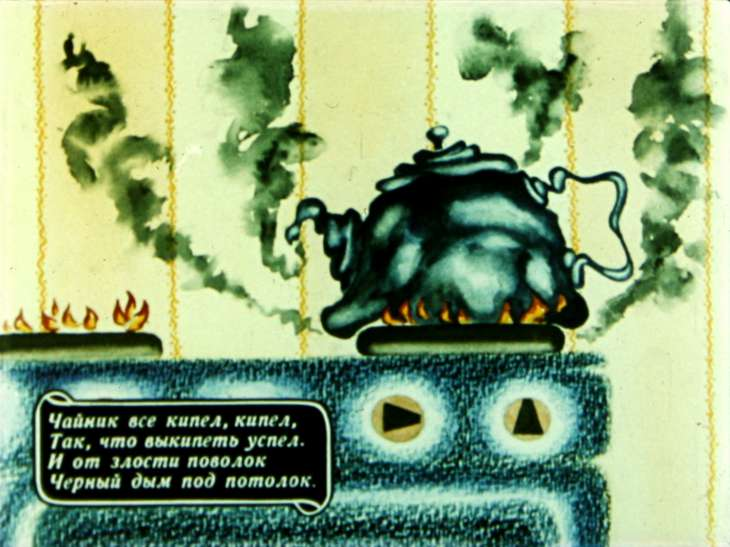 Чайник все кипел, кипел,
Так, что выкипеть успел.
И от злости поволок
Черный дым под потолок.